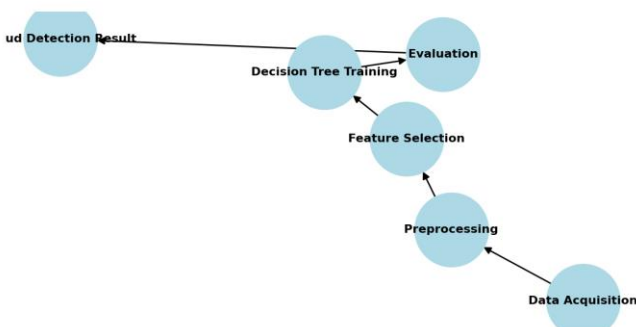 ud Detection Result
Evaluation
Decision Tree Training
Feature Selection
Preprocessing
Data Acquisition